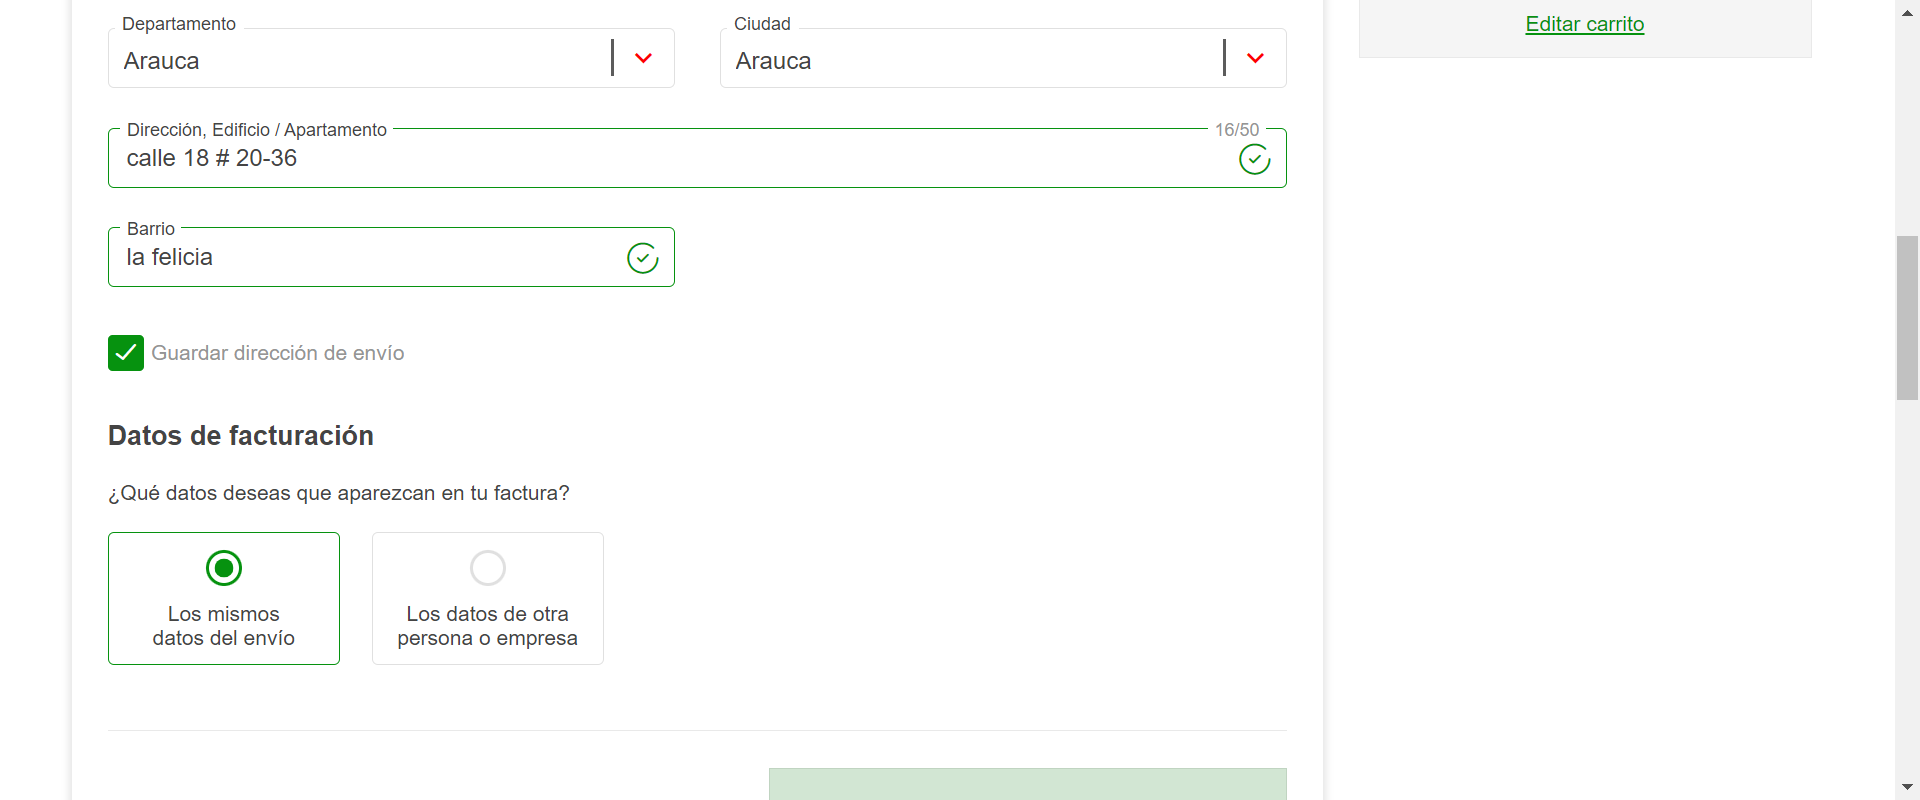 Departamento
Arauca
Ciudad
Arauca
Editar carrito
Dirección, Edificio / Apartamento
16/50
calle 18 # 20-36
Barrio
la felicia
Guardar dirección de envío
Datos de facturación
¿Qué datos deseas que aparezcan en tu factura?
Los mismos
datos del envío
Los datos de otra
persona o empresa